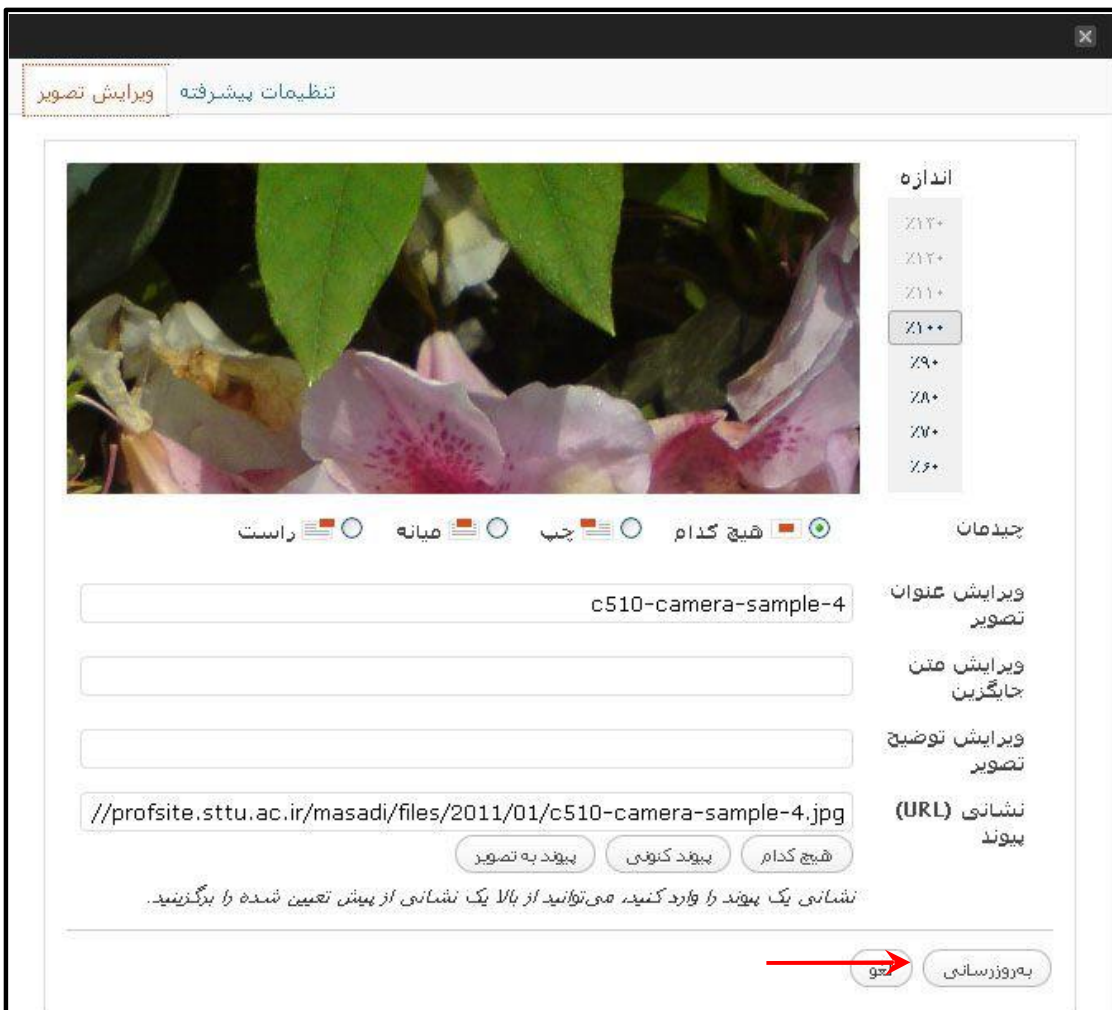 ویرایش تصویر
تنظیمات پیشرفته
اندازه
٪۱۳۰
٪۱۲۰
٪۱۱۰
٪۱۰۰
٪۹۰
٪۸۰
٪۷۰
٪۶۰
چیدمان
هیچ کدام چپ میانه راست
ویرایش عنوان
تصویر
c510-camera-sample-4
ویرایش متن
جایگزین
ویرایش توضیح
تصویر
نشانی (URL)
پیوند
//profsite.sttu.ac.ir/masadi/files/2011/01/c510-camera-sample-4.jpg
هیچ کدام پیوند کنونی پیوند به تصویر
نشانی یک پیوند را وارد کنید، می‌توانید از بالا یک نشانی از پیش تعیین شده را برگزینید.
به‌روزرسانی لغو